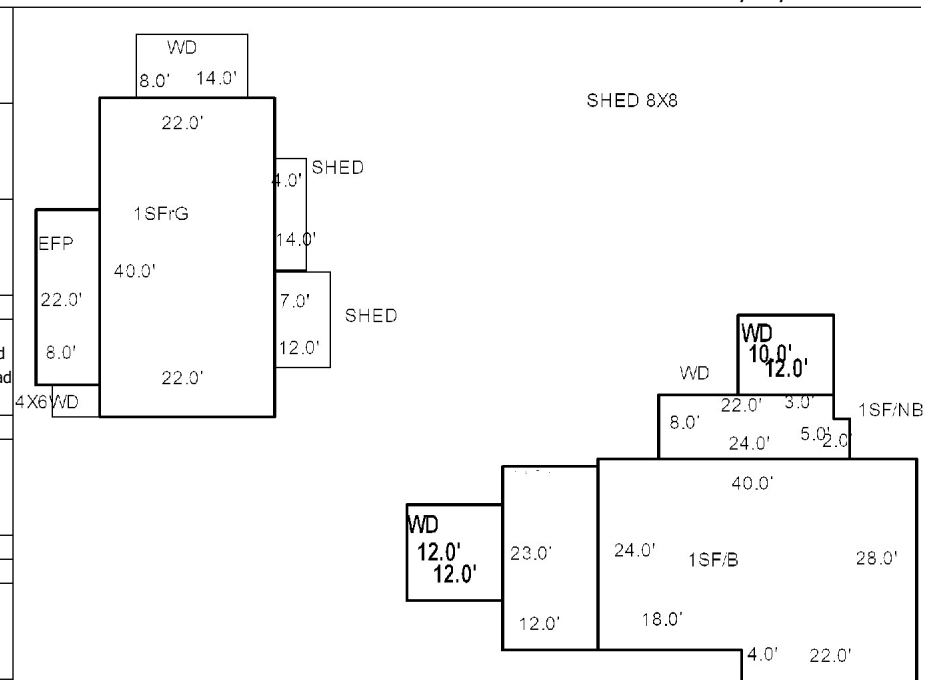 WD
8.0' 14.0'
22.0'
SHED 8X8
SHED
4.0'
1SFrG
14.0'
EFP
40.0'
22.0'
7.0'
SHED
12.0'
8.0'
22.0'
4X6WD
d
ad
WD
10.0'
12.0'
WD
22.0' 3.0'
1SF/NB
8.0'
24.0' 5.0' 2.0'
40.0'
WD
12.0'
12.0'
23.0'
24.0'
1SF/B
28.0'
12.0'
18.0'
4.0' 22.0'